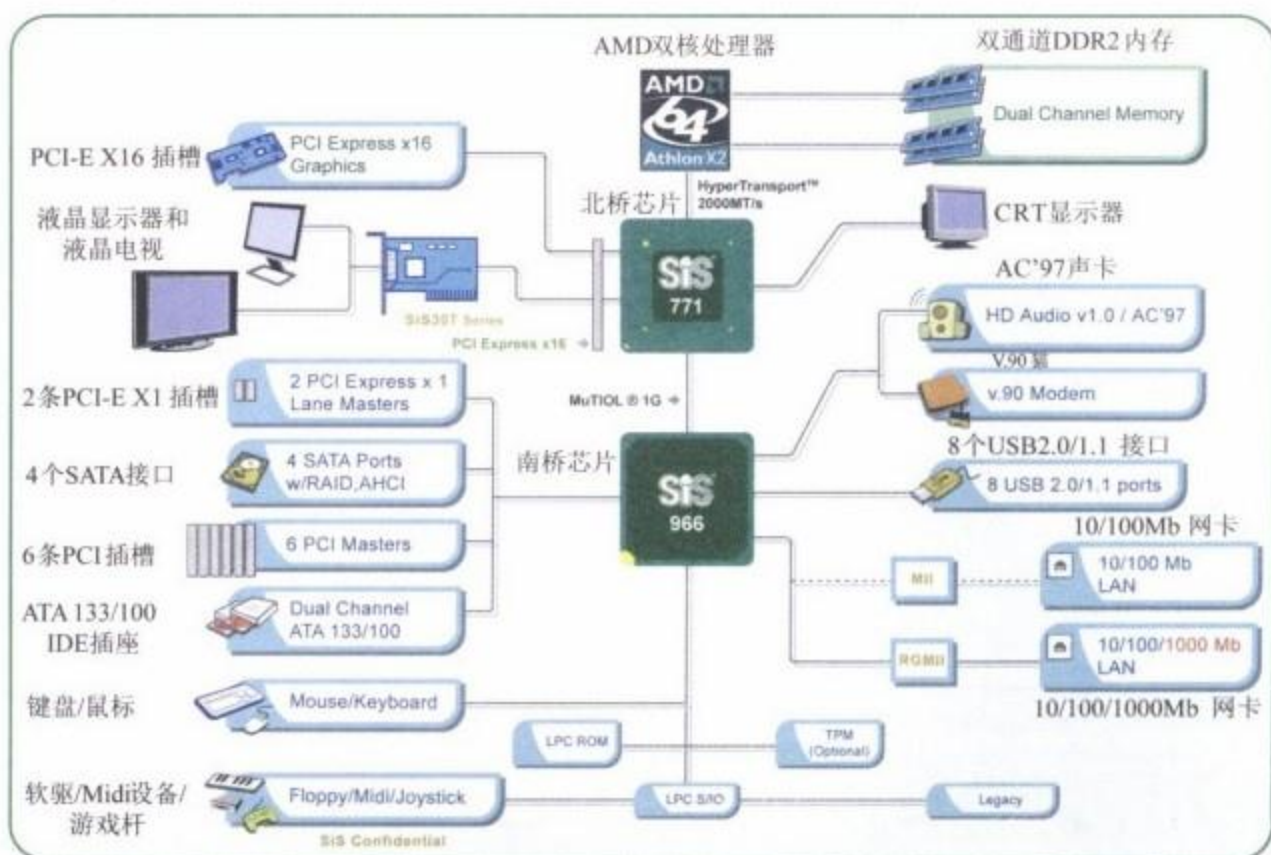 AMD双核处理器
双通道DDR2内存
AMD
64
Athlon X2
Dual Channel Memory
PCI-E X16 插槽
PCI Express x16
Graphics
HyperTransport™
2000MT/s
北桥芯片
液晶显示器和
液晶电视
CRT显示器
SiS
771
SiS307 Series
PCI Express x16
AC'97声卡
HD Audio v1.0 / AC'97
V.90 猫
v.90 Modem
2条PCI-E X1 插槽
2 PCI Express x 1
Lane Masters
MuTIOL ® 1G
南桥芯片
SiS
966
8个USB2.0/1.1 接口
8 USB 2.0/1.1 ports
4个SATA接口
4 SATA Ports
w/RAID,AHCI
10/100Mb 网卡
6条PCI插槽
6 PCI Masters
MII
10/100 Mb
LAN
ATA 133/100
IDE插座
Dual Channel
ATA 133/100
RGMII
10/100/1000 Mb
LAN
10/100/1000Mb 网卡
键盘/鼠标
Mouse/Keyboard
LPC ROM
TPM
(Optional)
软驱/Midi设备/
游戏杆
Floppy/Midi/Joystick
LPC S/IO
Legacy
SiS Confidential